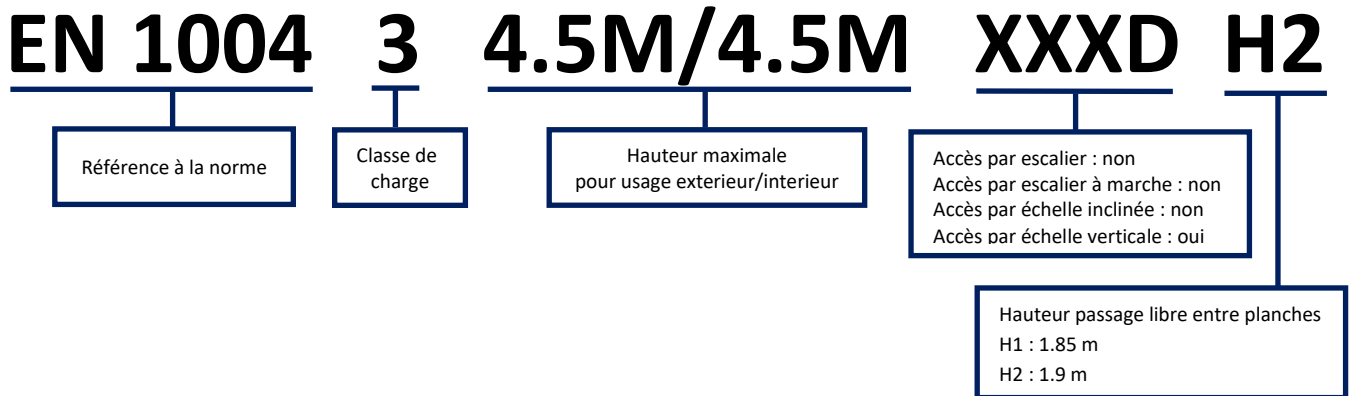 EN 1004 3 4.5M/4.5M XXXD H2
Référence à la norme
Classe de
charge
Hauteur maximale
pour usage exterieur/interieur
Accès par escalier : non
Accès par escalier à marche : non
Accès par échelle inclinée : non
Accès par échelle verticale : oui
Hauteur passage libre entre planches
H1 : 1.85 m
H2 : 1.9 m